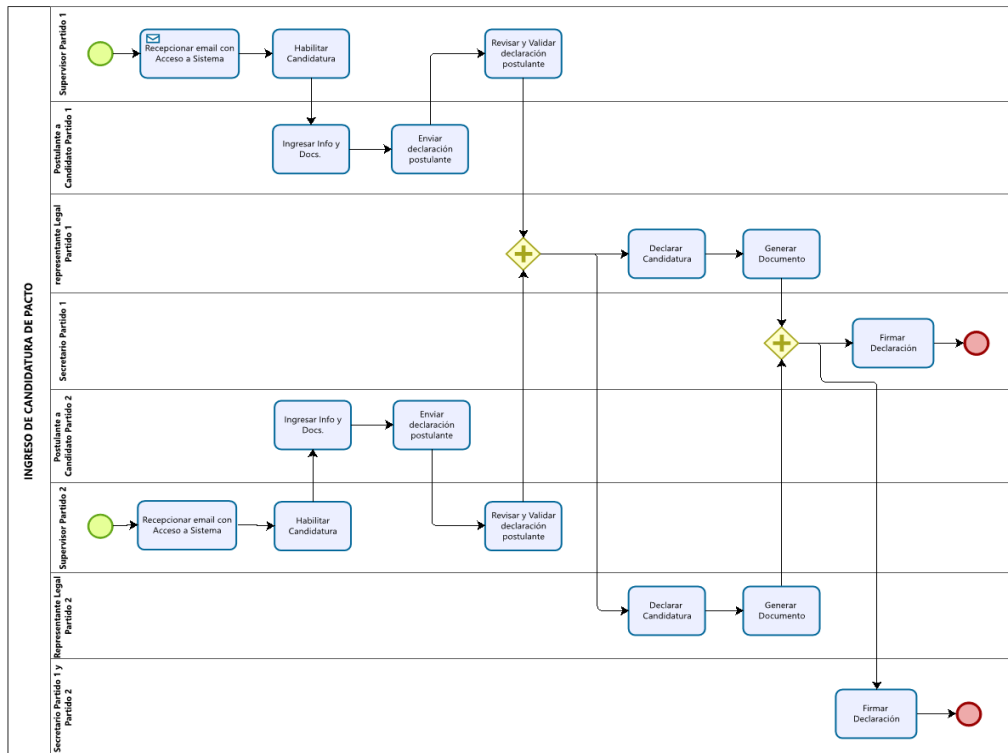 INGRESO DE CANDIDATURA DE PACTO
Supervisor Partido 1
Recepcionar email con
Acceso a Sistema
Habilitar
Candidatura
Revisar y Validar
declaración
postulante
Postulante a
Candidato Partido 1
Ingresar Info y
Docs.
Enviar
declaración
postulante
representante Legal
Partido 1
Declarar
Candidatura
Generar
Documento
Secretario Partido 1
Firmar
Declaración
Postulante a
Candidato Partido 2
Ingresar Info y
Docs.
Enviar
declaración
postulante
Supervisor Partido 2
Recepcionar email con
Acceso a Sistema
Habilitar
Candidatura
Revisar y Validar
declaración
postulante
Representante Legal
Partido 2
Declarar
Candidatura
Generar
Documento
Secretario Partido 1 y
Partido 2
Firmar
Declaración